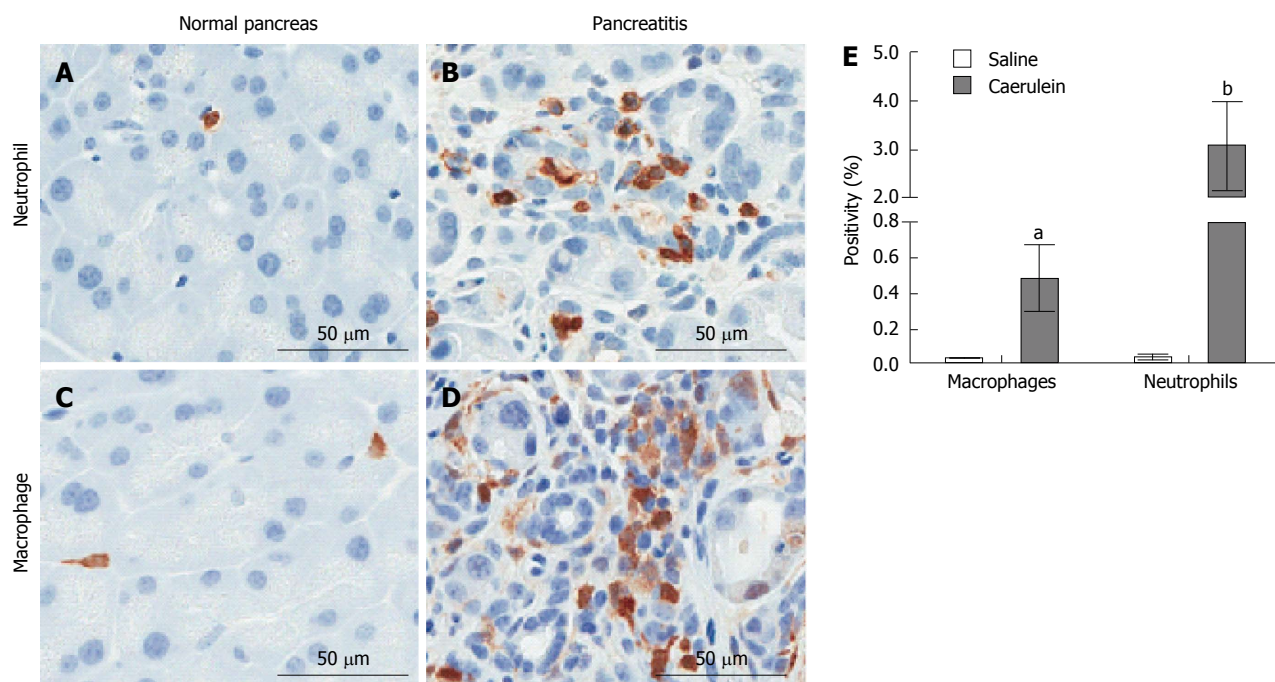 Normal pancreas
Pancreatitis
Neutrophil
Macrophage
A
50 μm
B
50 μm
C
50 μm
D
50 μm
E
Saline
Caerulein
Positivity (%)
5.0
4.0
3.0
2.0
0.8
0.6
0.4
0.2
0.0
a
b
Macrophages
Neutrophils